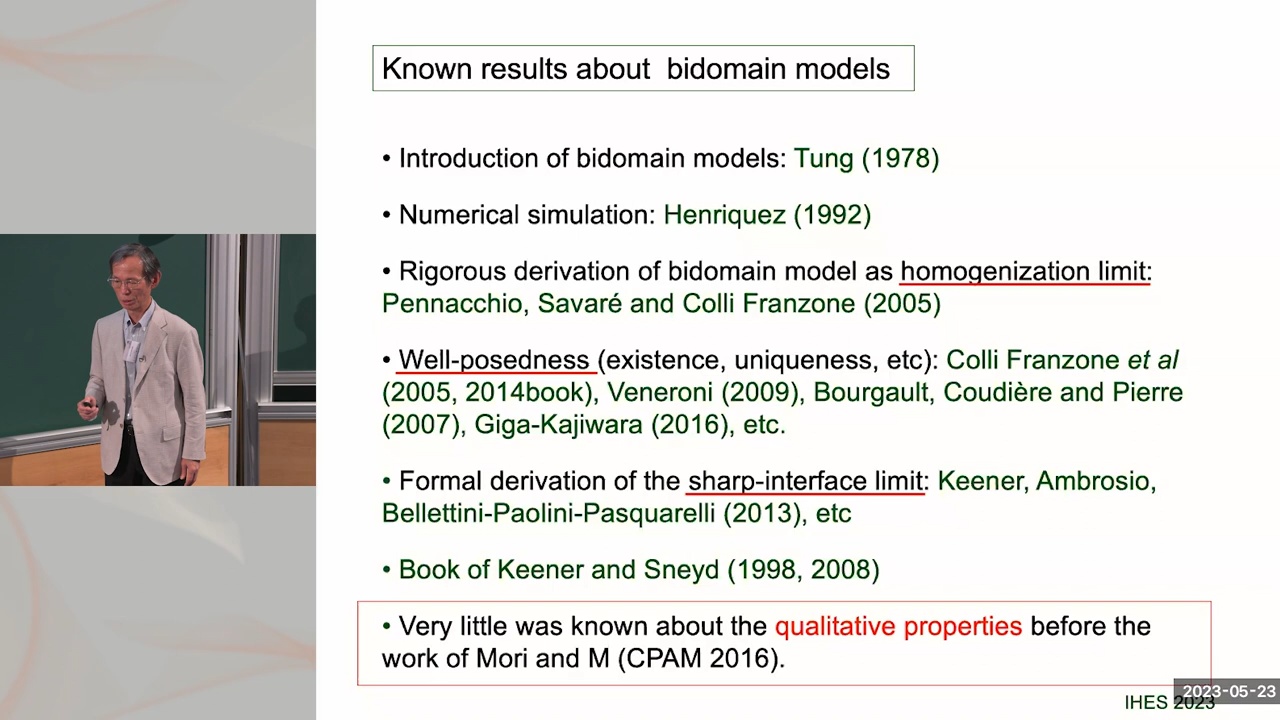 Known results about bidomain models
• Introduction of bidomain models: Tung (1978)
• Numerical simulation: Henriquez (1992)
• Rigorous derivation of bidomain model as homogenization limit:
Pennacchio, Savaré and Colli Franzone (2005)
• Well-posedness (existence, uniqueness, etc): Colli Franzone et al
(2005, 2014book), Veneroni (2009), Bourgault, Coudière and Pierre
(2007), Giga-Kajiwara (2016), etc.
• Formal derivation of the sharp-interface limit: Keener, Ambrosio,
Bellettini-Paolini-Pasquarelli (2013), etc
• Book of Keener and Sneyd (1998, 2008)
• Very little was known about the qualitative properties before the
work of Mori and M (CPAM 2016).
2023-05-23
IHES 2023